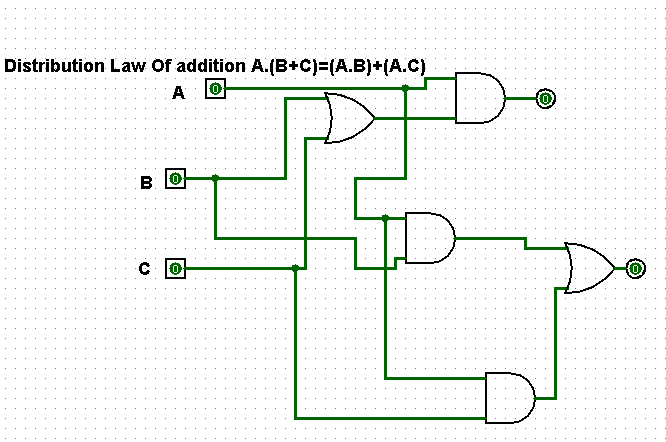 Distribution Law Of addition A.(B+C)=(A.B)+(A.C)
A 0
0
B 0
C 0
0